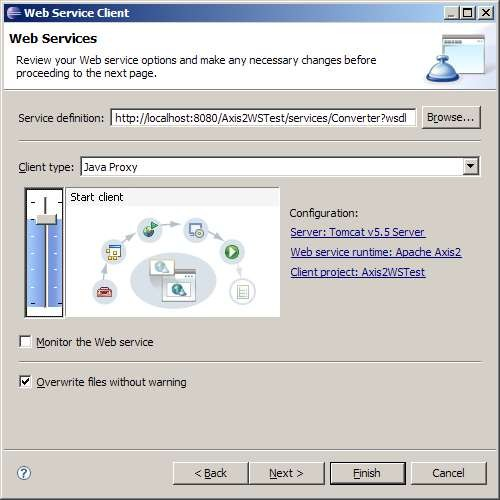 Web Service Client
Web Services
Review your Web service options and make any necessary changes before
proceeding to the next page.
Service definition: http://localhost:8080/Axis2WSTest/services/Converter?wsdl Browse...
Client type: Java Proxy
Start client
Configuration:
Server: Tomcat v5.5 Server
Web service runtime: Apache Axis2
Client project: Axis2WSTest
Monitor the Web service
Overwrite files without warning
? < Back Next > Finish Cancel